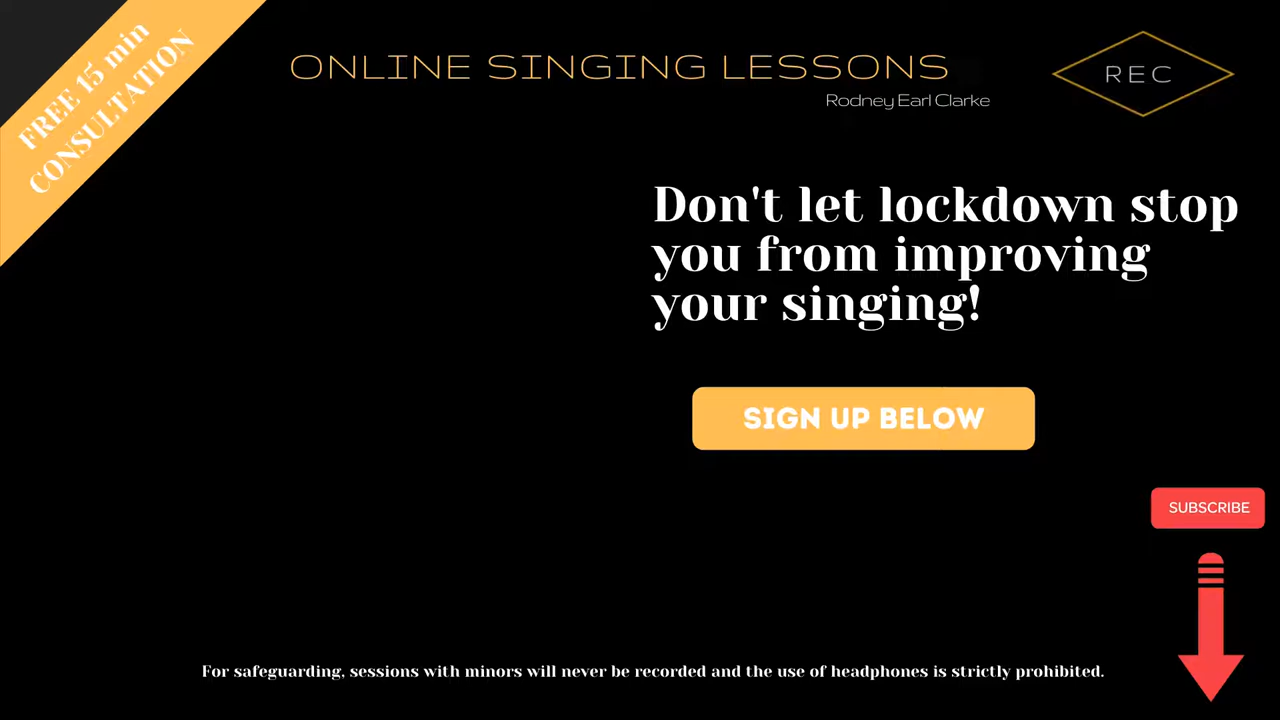 FREE 15 min
CONSULTATION
ONLINE SINGING LESSONS
Rodney Earl Clarke
REC
Don't let lockdown stop
you from improving
your singing!
SIGN UP BELOW
SUBSCRIBE
For safeguarding, sessions with minors will never be recorded and the use of headphones is strictly prohibited.